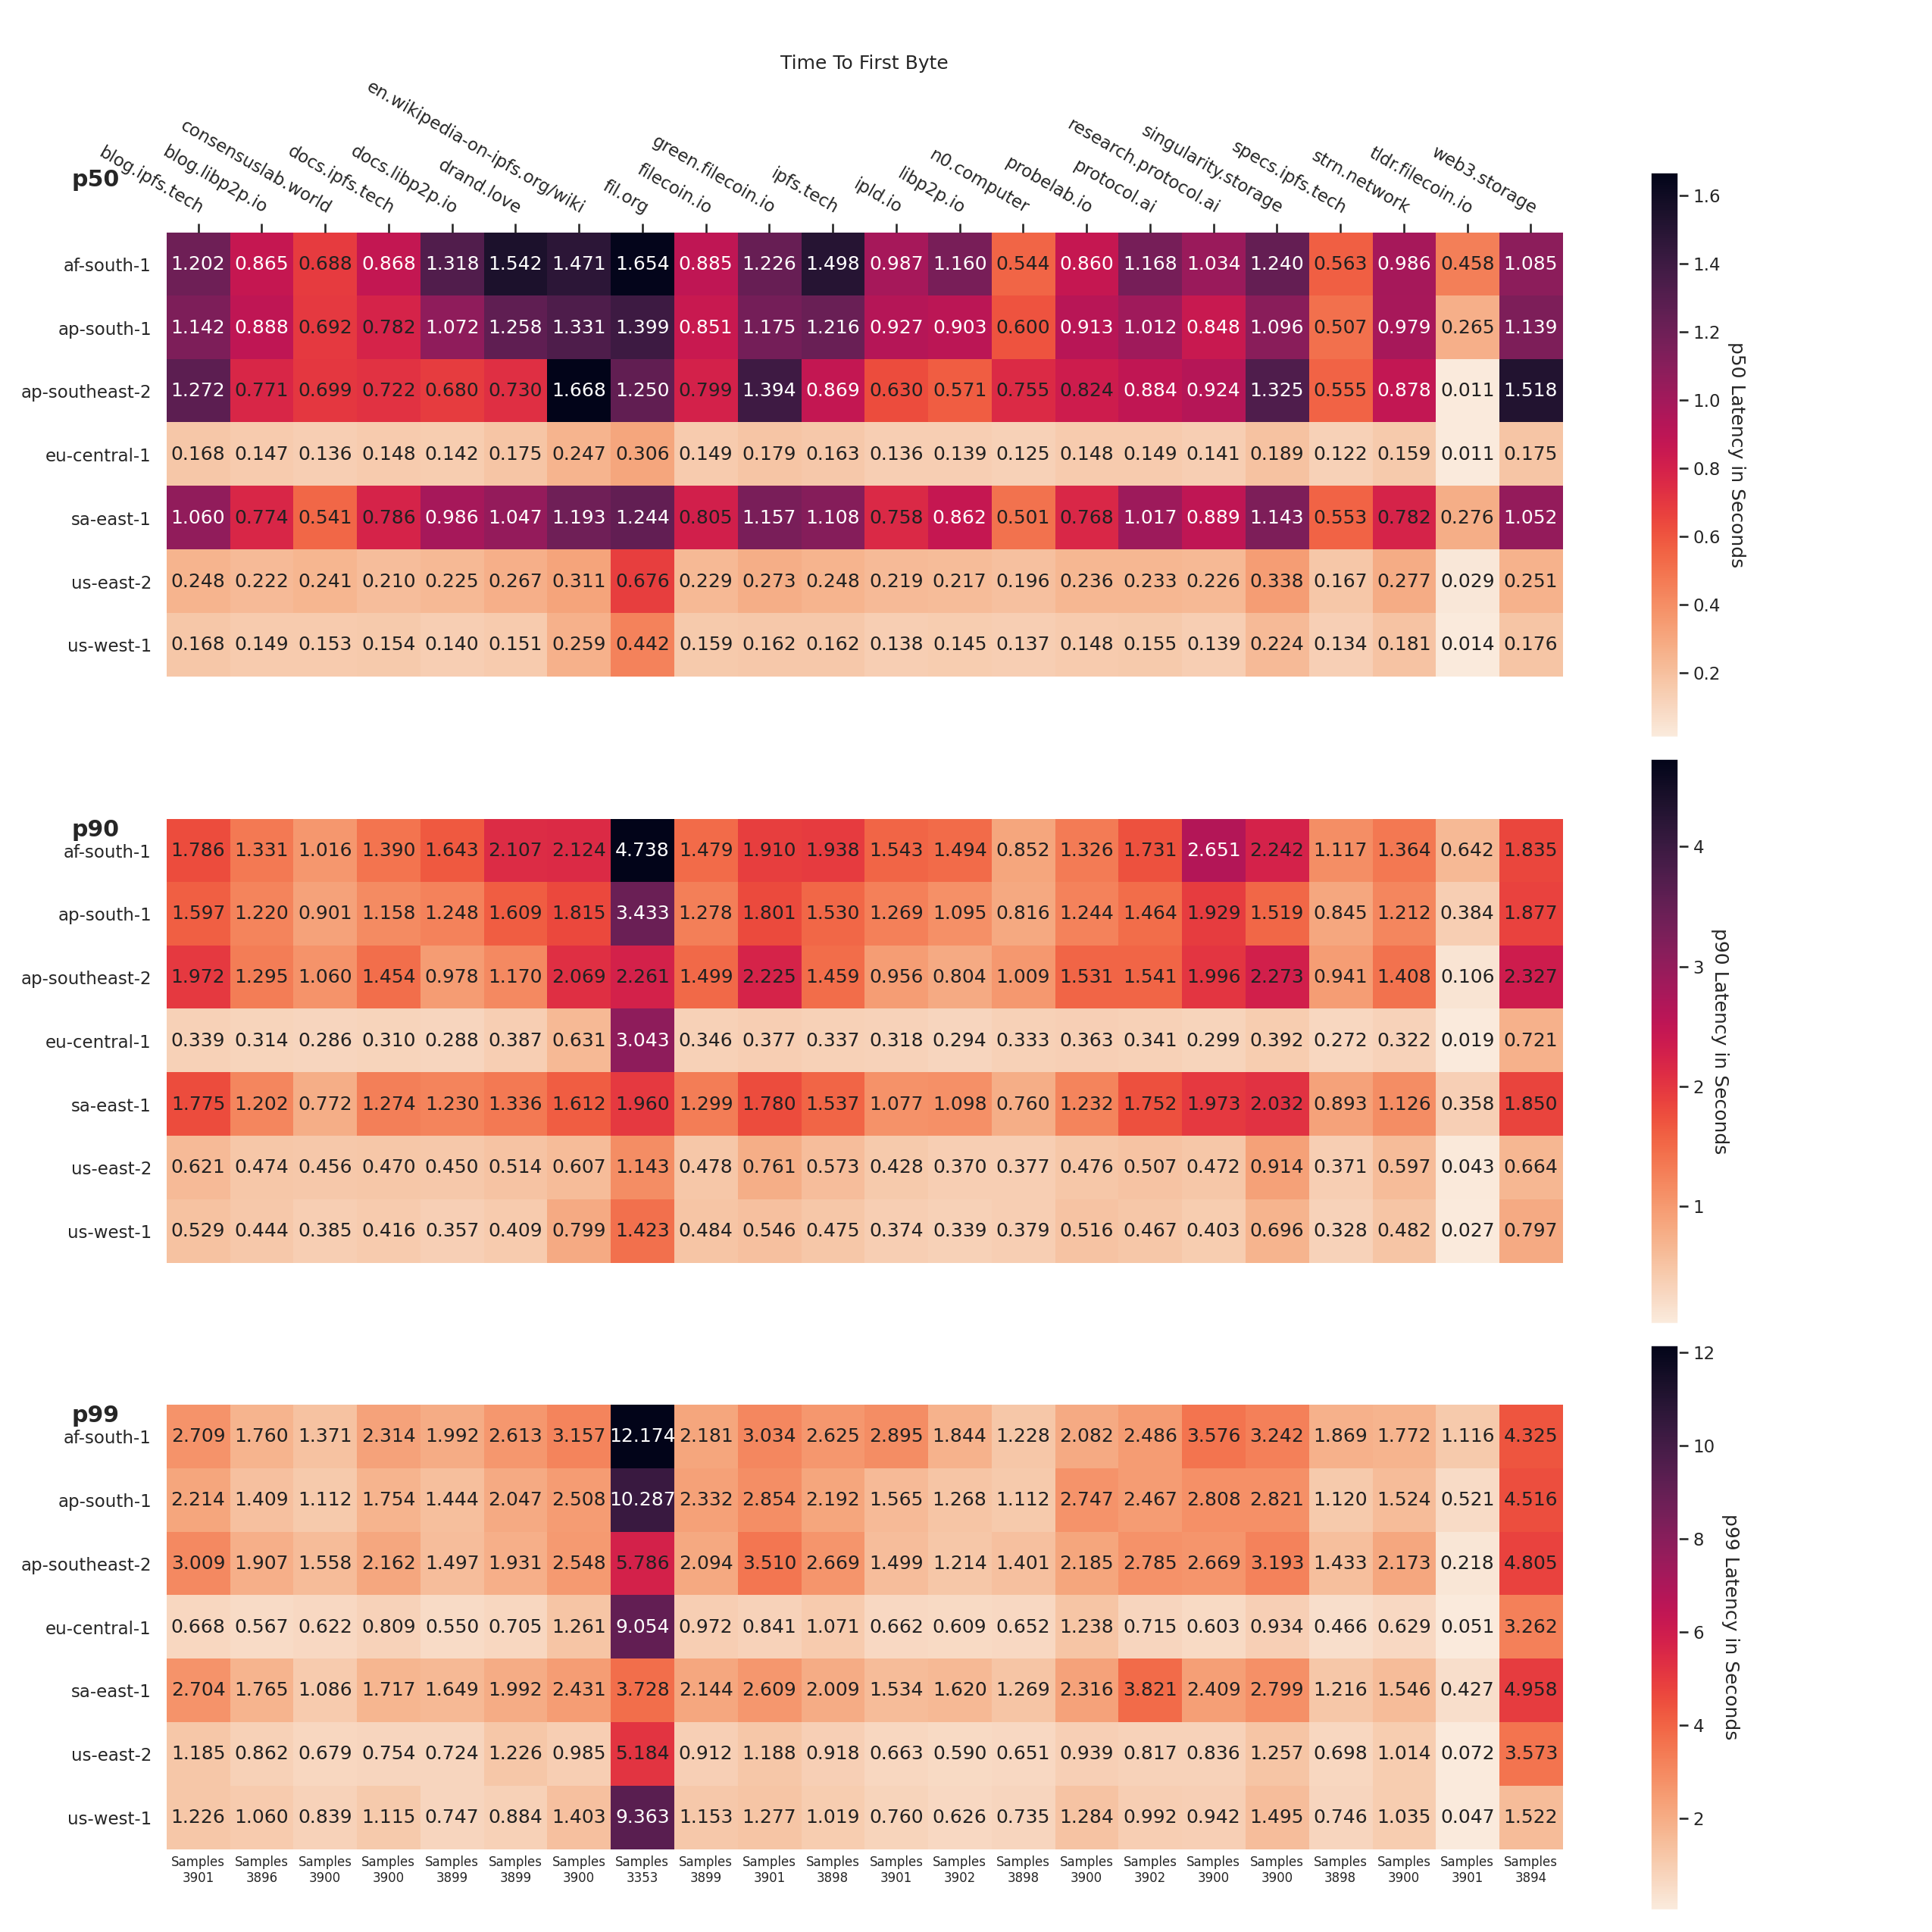 Time To First Byte
p50
blog.ipfs.tech
blog.libp2p.io
consensuslab.world
docs.ipfs.tech
docs.libp2p.io
drand.love
en.wikipedia-on-ipfs.org/wiki
fil.org
filecoin.io
green.filecoin.io
ipfs.tech
ipld.io
libp2p.io
n0.computer
probelab.io
protocol.ai
research.protocol.ai
singularity.storage
specs.ipfs.tech
strn.network
tldr.filecoin.io
web3.storage
af-south-1 1.202 0.865 0.688 0.868 1.318 1.542 1.471 1.654 0.885 1.226 1.498 0.987 1.160 0.544 0.860 1.168 1.034 1.240 0.563 0.986 0.458 1.085
ap-south-1 1.142 0.888 0.692 0.782 1.072 1.258 1.331 1.399 0.851 1.175 1.216 0.927 0.903 0.600 0.913 1.012 0.848 1.096 0.507 0.979 0.265 1.139
ap-southeast-2 1.272 0.771 0.699 0.722 0.680 0.730 1.668 1.250 0.799 1.394 0.869 0.630 0.571 0.755 0.824 0.884 0.924 1.325 0.555 0.878 0.011 1.518
eu-central-1 0.168 0.147 0.136 0.148 0.142 0.175 0.247 0.306 0.149 0.179 0.163 0.136 0.139 0.125 0.148 0.149 0.141 0.189 0.122 0.159 0.011 0.175
sa-east-1 1.060 0.774 0.541 0.786 0.986 1.047 1.193 1.244 0.805 1.157 1.108 0.758 0.862 0.501 0.768 1.017 0.889 1.143 0.553 0.782 0.276 1.052
us-east-2 0.248 0.222 0.241 0.210 0.225 0.267 0.311 0.676 0.229 0.273 0.248 0.219 0.217 0.196 0.236 0.233 0.226 0.338 0.167 0.277 0.029 0.251
us-west-1 0.168 0.149 0.153 0.154 0.140 0.151 0.259 0.442 0.159 0.162 0.162 0.138 0.145 0.137 0.148 0.155 0.139 0.224 0.134 0.181 0.014 0.176
1.6
1.4
1.2
1.0
0.8
0.6
0.4
0.2
p50 Latency in Seconds
p90
af-south-1 1.786 1.331 1.016 1.390 1.643 2.107 2.124 4.738 1.479 1.910 1.938 1.543 1.494 0.852 1.326 1.731 2.651 2.242 1.117 1.364 0.642 1.835
ap-south-1 1.597 1.220 0.901 1.158 1.248 1.609 1.815 3.433 1.278 1.801 1.530 1.269 1.095 0.816 1.244 1.464 1.929 1.519 0.845 1.212 0.384 1.877
ap-southeast-2 1.972 1.295 1.060 1.454 0.978 1.170 2.069 2.261 1.499 2.225 1.459 0.956 0.804 1.009 1.531 1.541 1.996 2.273 0.941 1.408 0.106 2.327
eu-central-1 0.339 0.314 0.286 0.310 0.288 0.387 0.631 3.043 0.346 0.377 0.337 0.318 0.294 0.333 0.363 0.341 0.299 0.392 0.272 0.322 0.019 0.721
sa-east-1 1.775 1.202 0.772 1.274 1.230 1.336 1.612 1.960 1.299 1.780 1.537 1.077 1.098 0.760 1.232 1.752 1.973 2.032 0.893 1.126 0.358 1.850
us-east-2 0.621 0.474 0.456 0.470 0.450 0.514 0.607 1.143 0.478 0.761 0.573 0.428 0.370 0.377 0.476 0.507 0.472 0.914 0.371 0.597 0.043 0.664
us-west-1 0.529 0.444 0.385 0.416 0.357 0.409 0.799 1.423 0.484 0.546 0.475 0.374 0.339 0.379 0.516 0.467 0.403 0.696 0.328 0.482 0.027 0.797
4
3
2
1
p90 Latency in Seconds
p99
af-south-1 2.709 1.760 1.371 2.314 1.992 2.613 3.157 12.174 2.181 3.034 2.625 2.895 1.844 1.228 2.082 2.486 3.576 3.242 1.869 1.772 1.116 4.325
ap-south-1 2.214 1.409 1.112 1.754 1.444 2.047 2.508 10.287 2.332 2.854 2.192 1.565 1.268 1.112 2.747 2.467 2.808 2.821 1.120 1.524 0.521 4.516
ap-southeast-2 3.009 1.907 1.558 2.162 1.497 1.931 2.548 5.786 2.094 3.510 2.669 1.499 1.214 1.401 2.185 2.785 2.669 3.193 1.433 2.173 0.218 4.805
eu-central-1 0.668 0.567 0.622 0.809 0.550 0.705 1.261 9.054 0.972 0.841 1.071 0.662 0.609 0.652 1.238 0.715 0.603 0.934 0.466 0.629 0.051 3.262
sa-east-1 2.704 1.765 1.086 1.717 1.649 1.992 2.431 3.728 2.144 2.609 2.009 1.534 1.620 1.269 2.316 3.821 2.409 2.799 1.216 1.546 0.427 4.958
us-east-2 1.185 0.862 0.679 0.754 0.724 1.226 0.985 5.184 0.912 1.188 0.918 0.663 0.590 0.651 0.939 0.817 0.836 1.257 0.698 1.014 0.072 3.573
us-west-1 1.226 1.060 0.839 1.115 0.747 0.884 1.403 9.363 1.153 1.277 1.019 0.760 0.626 0.735 1.284 0.992 0.942 1.495 0.746 1.035 0.047 1.522
Samples Samples Samples Samples Samples Samples Samples Samples Samples Samples Samples Samples Samples Samples Samples Samples Samples Samples Samples Samples Samples Samples
3901 3896 3900 3900 3899 3899 3900 3353 3899 3901 3898 3901 3902 3898 3900 3902 3900 3900 3898 3900 3901 3894
12
10
8
6
4
2
p99 Latency in Seconds